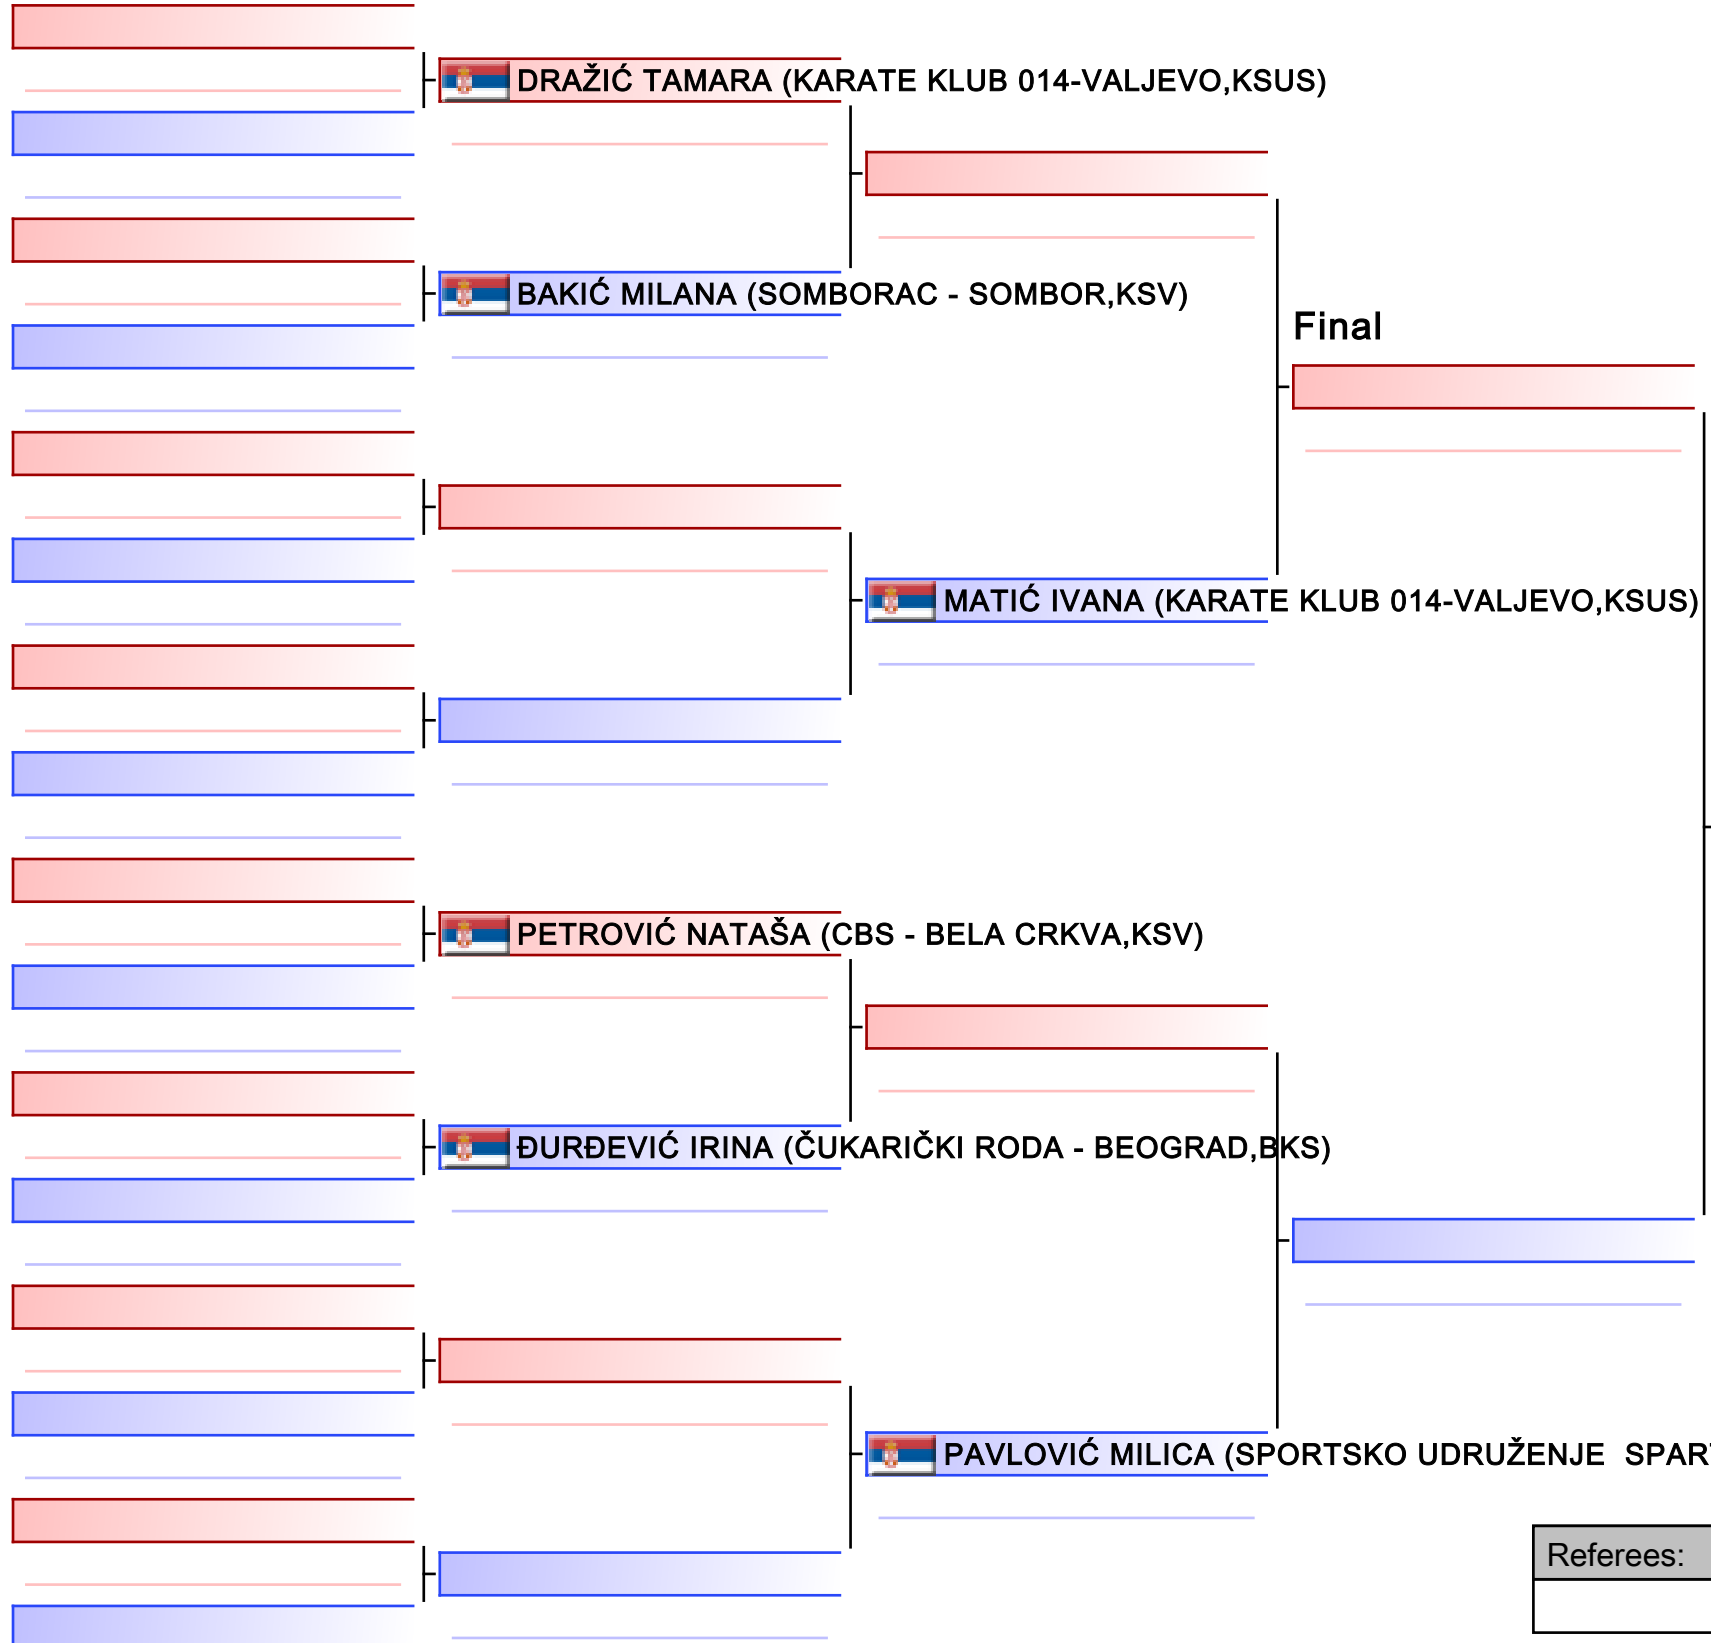 DRAŽIĆ TAMARA (KARATE KLUB 014-VALJEVO,KSUS)
BAKIĆ MILANA (SOMBORAC - SOMBOR,KSV)
Final
MATIĆ IVANA (KARATE KLUB 014-VALJEVO,KSUS)
PETROVIĆ NATAŠA (CBS - BELA CRKVA,KSV)
ĐURĐEVIĆ IRINA (ČUKARIČKI RODA - BEOGRAD,BKS)
PAVLOVIĆ MILICA (SPORTSKO UDRUŽENJE  SPART
Referees: